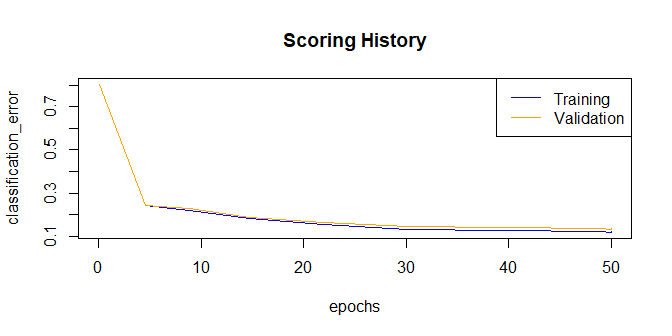 Scoring History
Training
Validation
classification_error
0.7
0.5
0.3
0.1
0 10 20 30 40 50
epochs